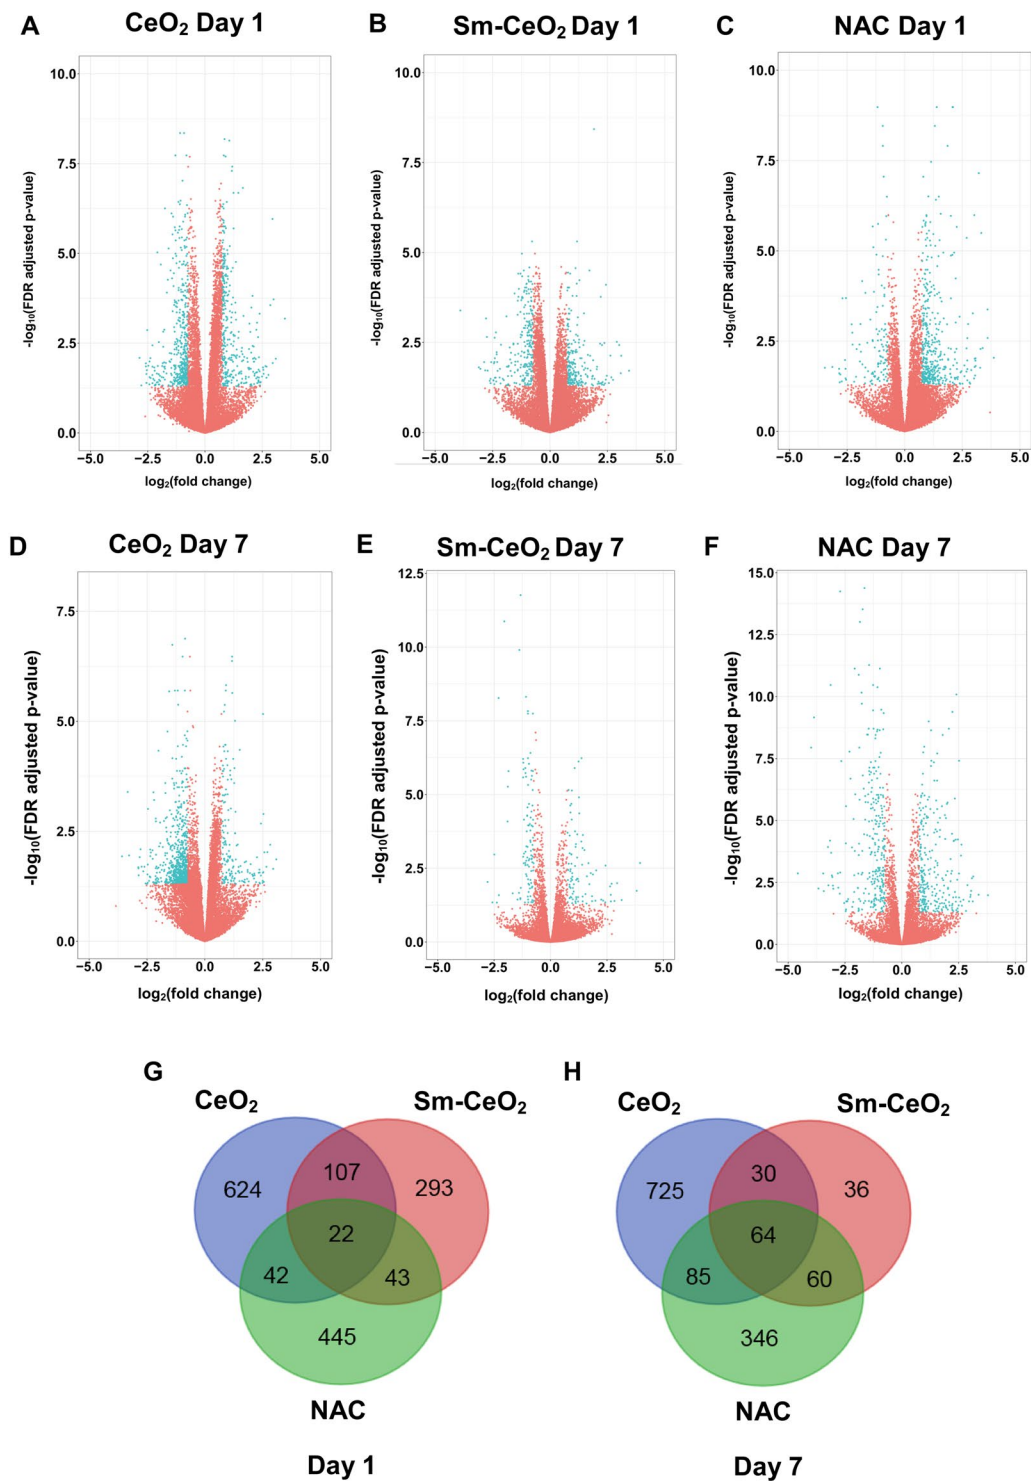 A
CeO₂ Day 1
B
Sm-CeO₂ Day 1
C
NAC Day 1
-log₁₀(FDR adjusted p-value)
10.0
7.5
5.0
2.5
0.0
−5.0 −2.5 0.0 2.5 5.0
log₂(fold change)
-log₁₀(FDR adjusted p-value)
10.0
7.5
5.0
2.5
0.0
−5.0 −2.5 0.0 2.5 5.0
log₂(fold change)
-log₁₀(FDR adjusted p-value)
10.0
7.5
5.0
2.5
0.0
−5.0 −2.5 0.0 2.5 5.0
log₂(fold change)
D
CeO₂ Day 7
E
Sm-CeO₂ Day 7
F
NAC Day 7
-log₁₀(FDR adjusted p-value)
7.5
5.0
2.5
0.0
−5.0 −2.5 0.0 2.5 5.0
log₂(fold change)
-log₁₀(FDR adjusted p-value)
12.5
10.0
7.5
5.0
2.5
0.0
−5.0 −2.5 0.0 2.5 5.0
log₂(fold change)
-log₁₀(FDR adjusted p-value)
15.0
12.5
10.0
7.5
5.0
2.5
0.0
−5.0 −2.5 0.0 2.5 5.0
log₂(fold change)
G
CeO₂
Sm-CeO₂
624
107
293
22
42
43
445
NAC
Day 1
H
CeO₂
Sm-CeO₂
725
30
36
64
85
60
346
NAC
Day 7